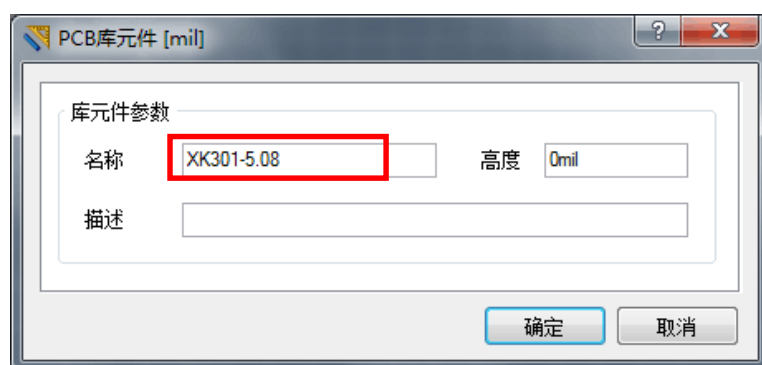 PCB库元件 [mil]
库元件参数
名称 XK301-5.08 高度 0mil
描述
确定 取消